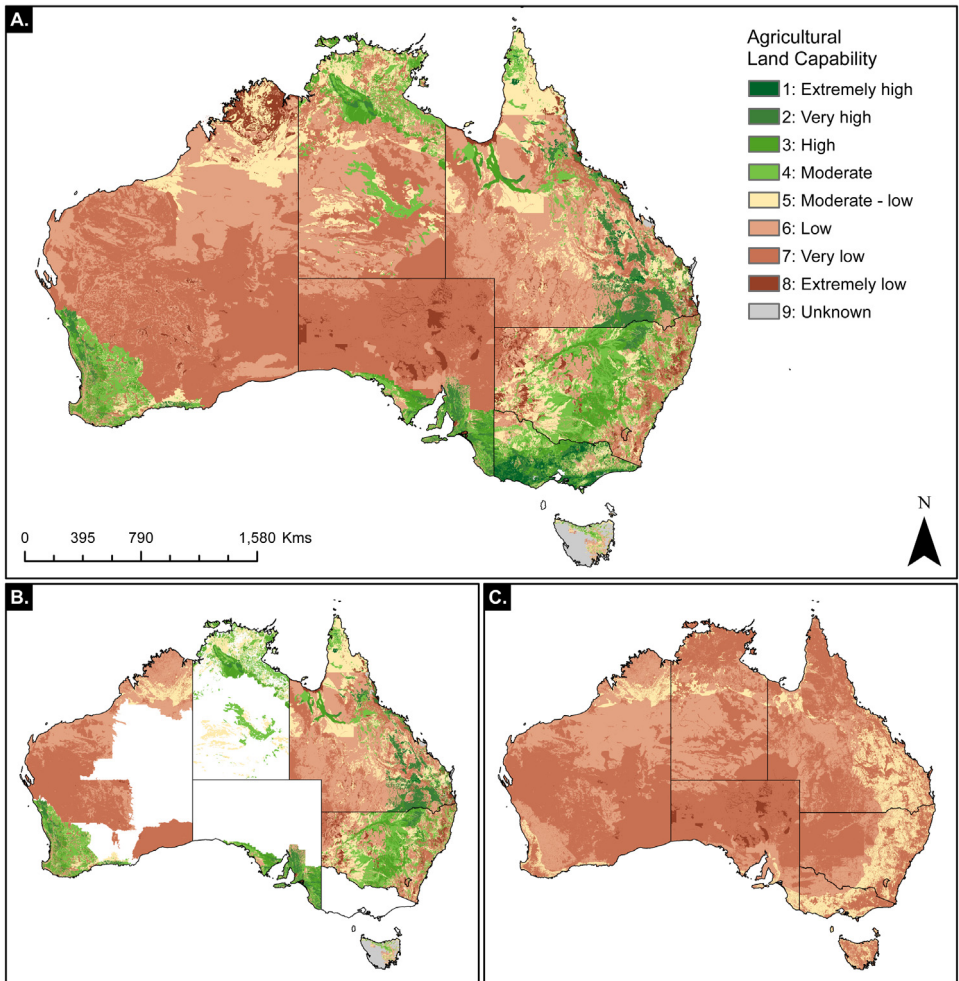 A.
Agricultural
Land Capability
1: Extremely high
2: Very high
3: High
4: Moderate
5: Moderate - low
6: Low
7: Very low
8: Extremely low
9: Unknown
N
0 395 790 1,580 Kms
B.
C.